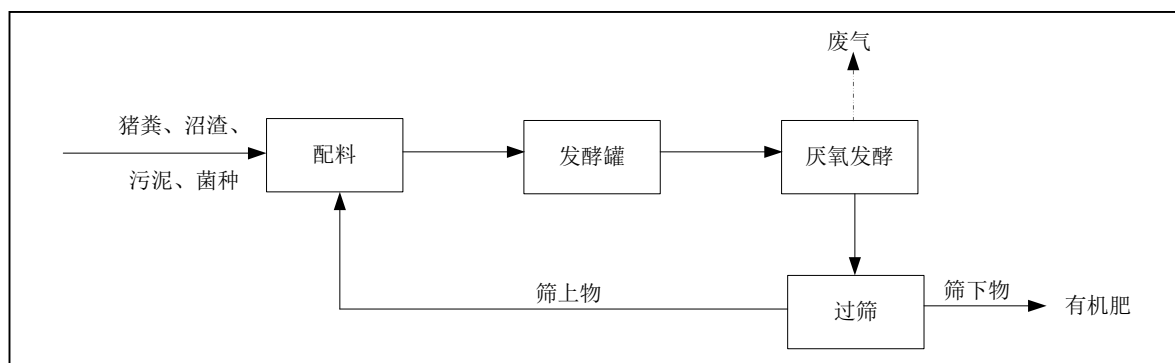 废气
猪粪、沼渣、
污泥、菌种
配料
发酵罐
厌氧发酵
筛上物
过筛
筛下物
有机肥